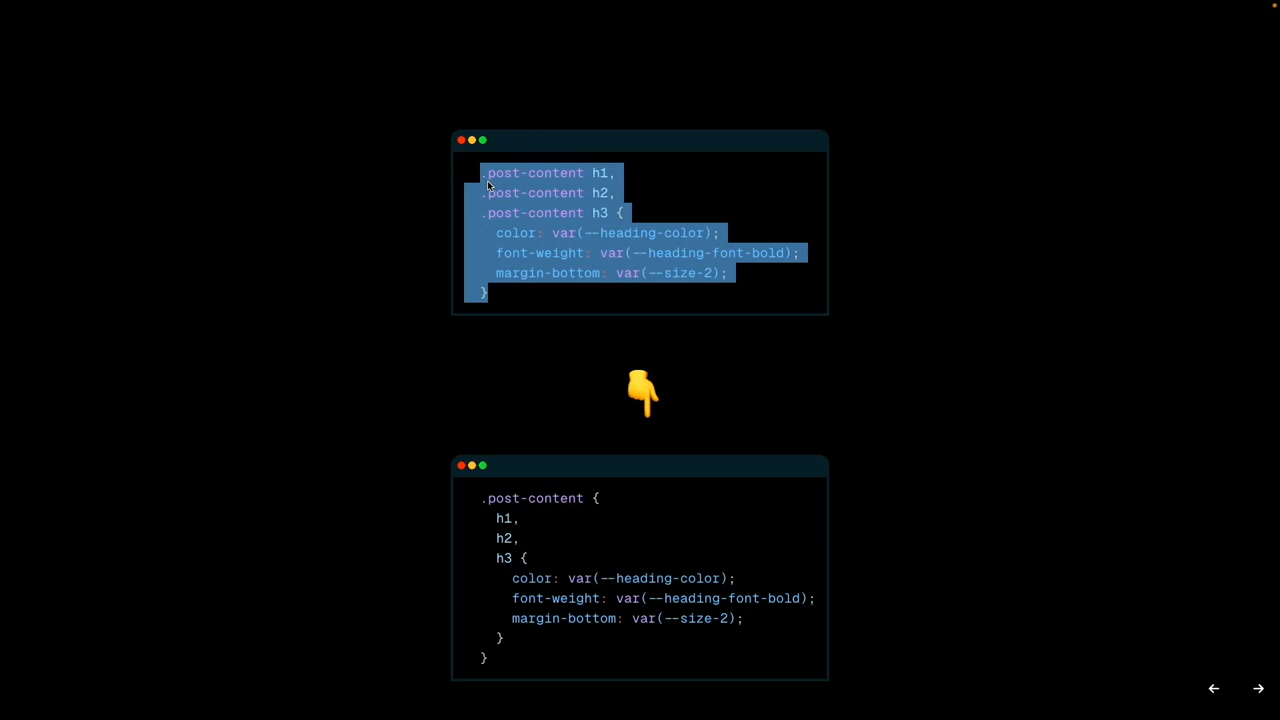 .post-content h1,
.post-content h2,
.post-content h3 {
color: var(--heading-color);
font-weight: var(--heading-font-bold);
margin-bottom: var(--size-2);
}
.post-content {
h1,
h2,
h3 {
color: var(--heading-color);
font-weight: var(--heading-font-bold);
margin-bottom: var(--size-2);
}
}